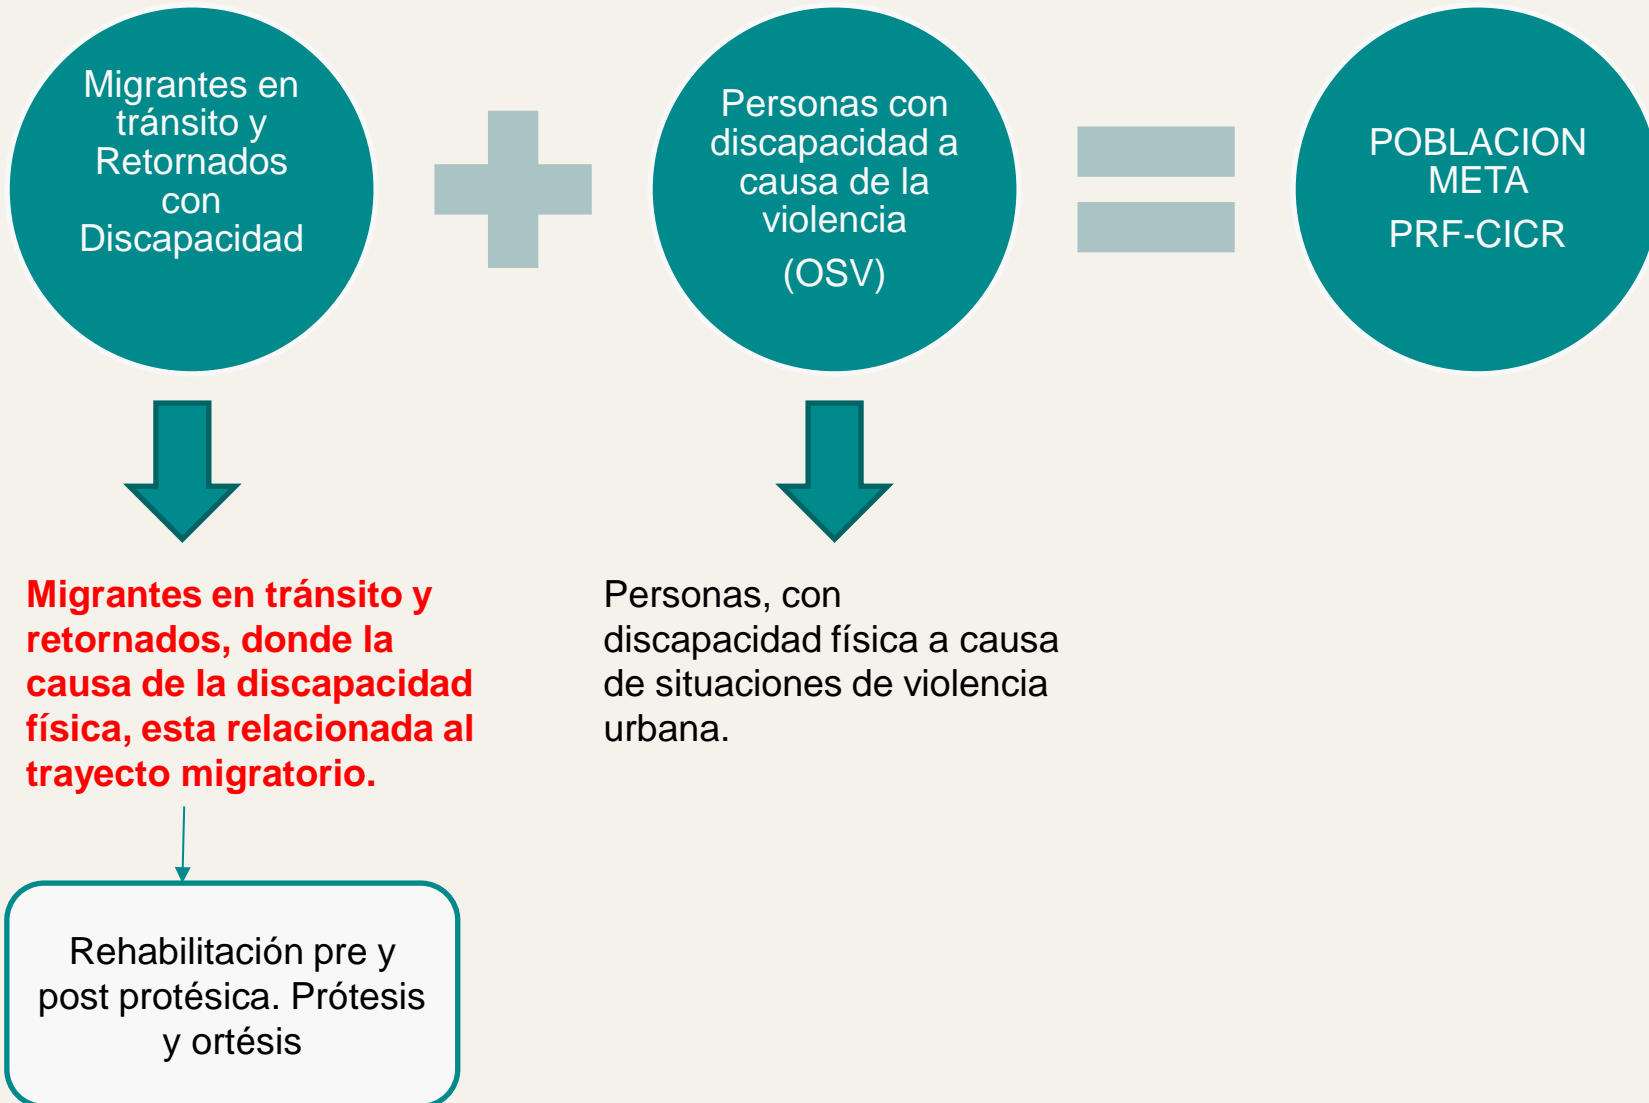 Migrantes en
tránsito y
Retornados
con
Discapacidad
Personas con
discapacidad a
causa de la
violencia
(OSV)
POBLACION
META
PRF-CICR
Migrantes en tránsito y
retornados, donde la
causa de la discapacidad
física, esta relacionada al
trayecto migratorio.
Personas, con
discapacidad física a causa
de situaciones de violencia
urbana.
Rehabilitación pre y
post protésica. Prótesis
y ortésis